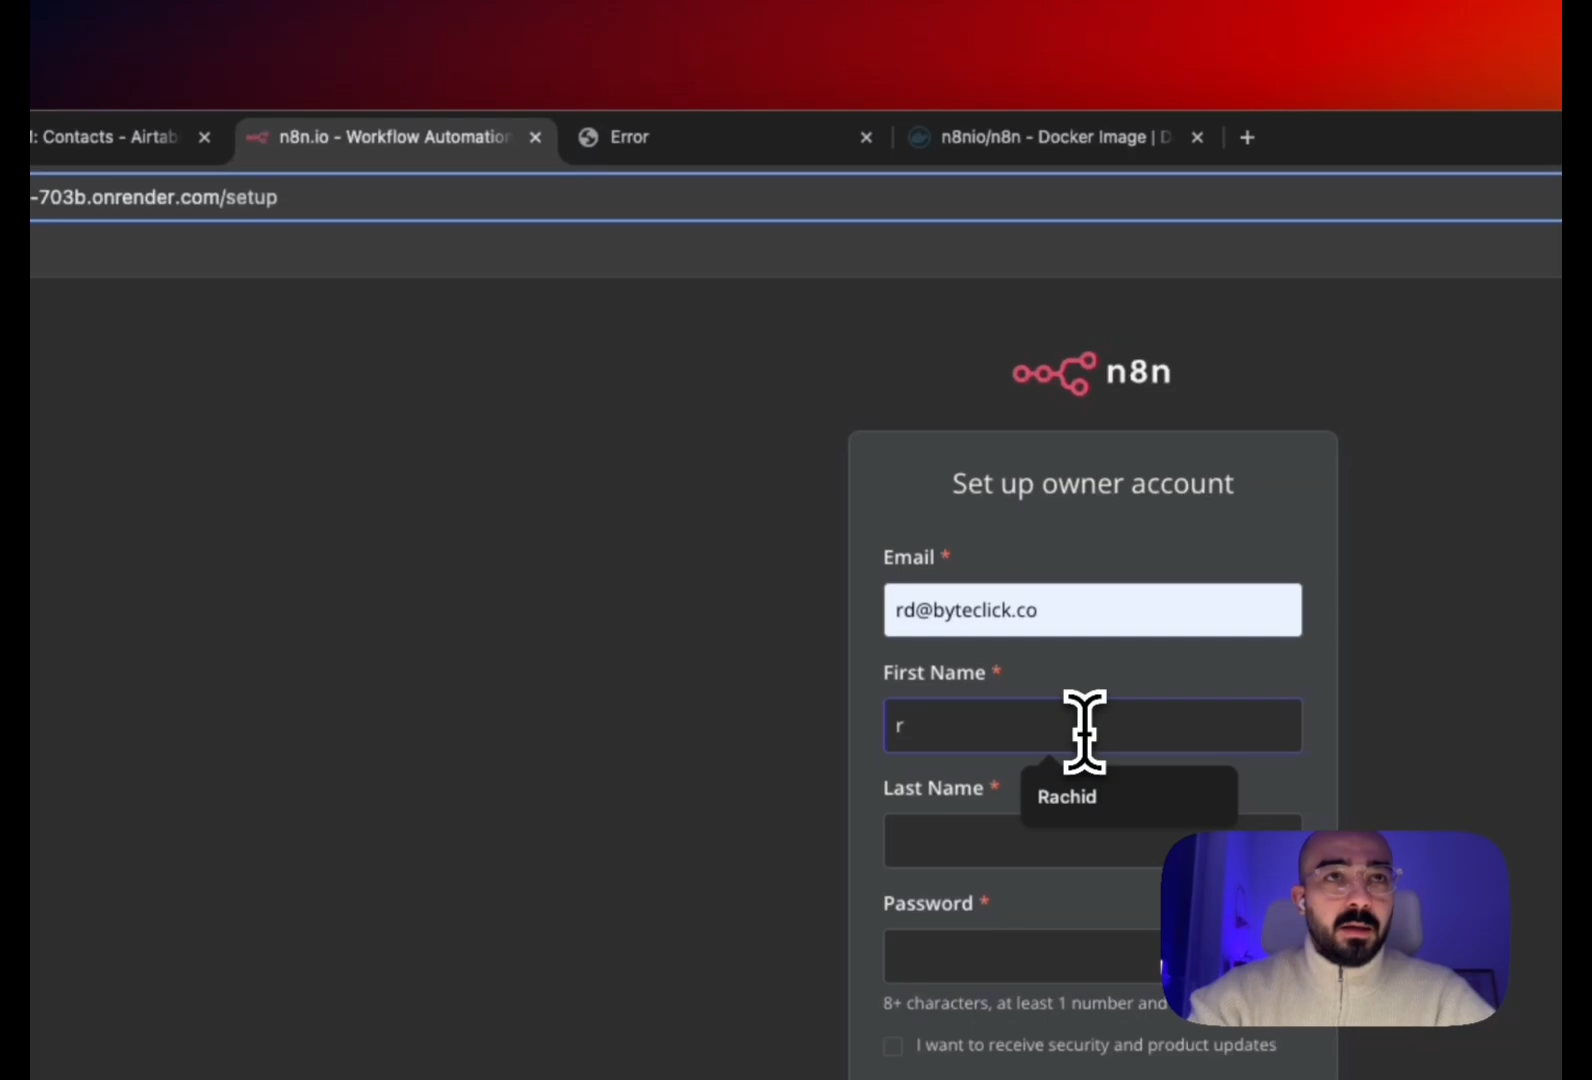 : Contacts - Airtab
n8n.io - Workflow Automation
Error
n8nio/n8n - Docker Image | D
-703b.onrender.com/setup
n8n
Set up owner account
Email *
rd@byteclick.co
First Name *
r
Last Name *
Rachid
Password *
8+ characters, at least 1 number and
I want to receive security and product updates